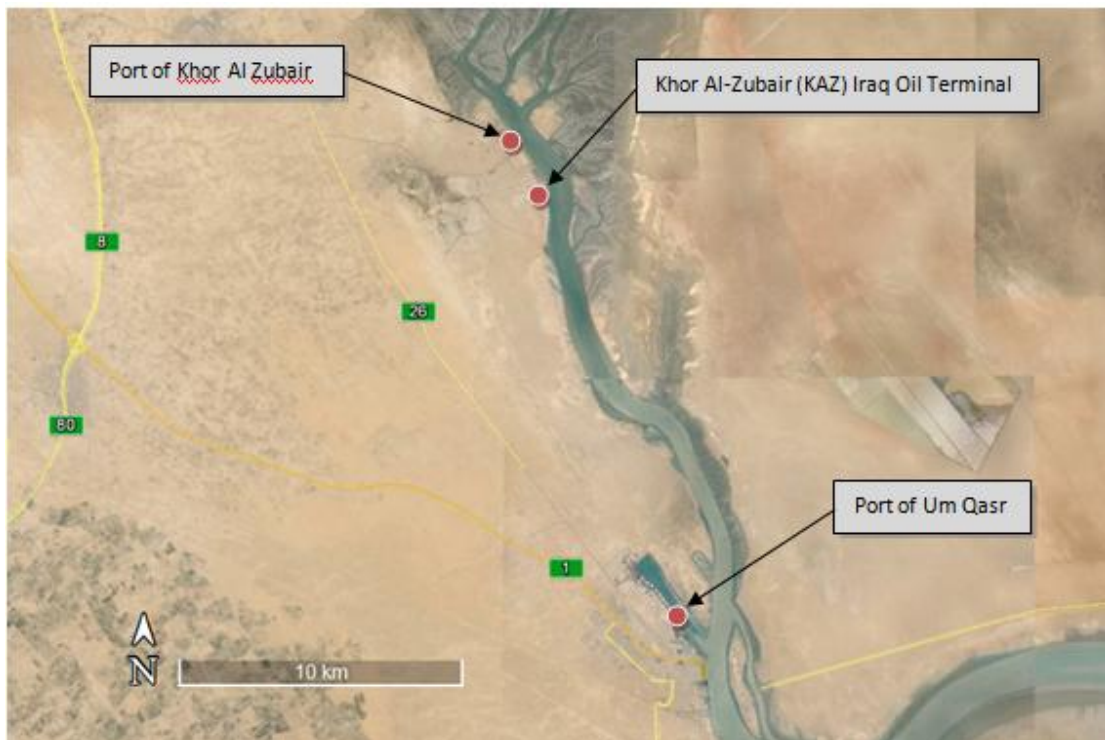 Port of Khor Al Zubair
Khor Al-Zubair (KAZ) Iraq Oil Terminal
8
26
80
Port of Um Qasr
1
N
10 km